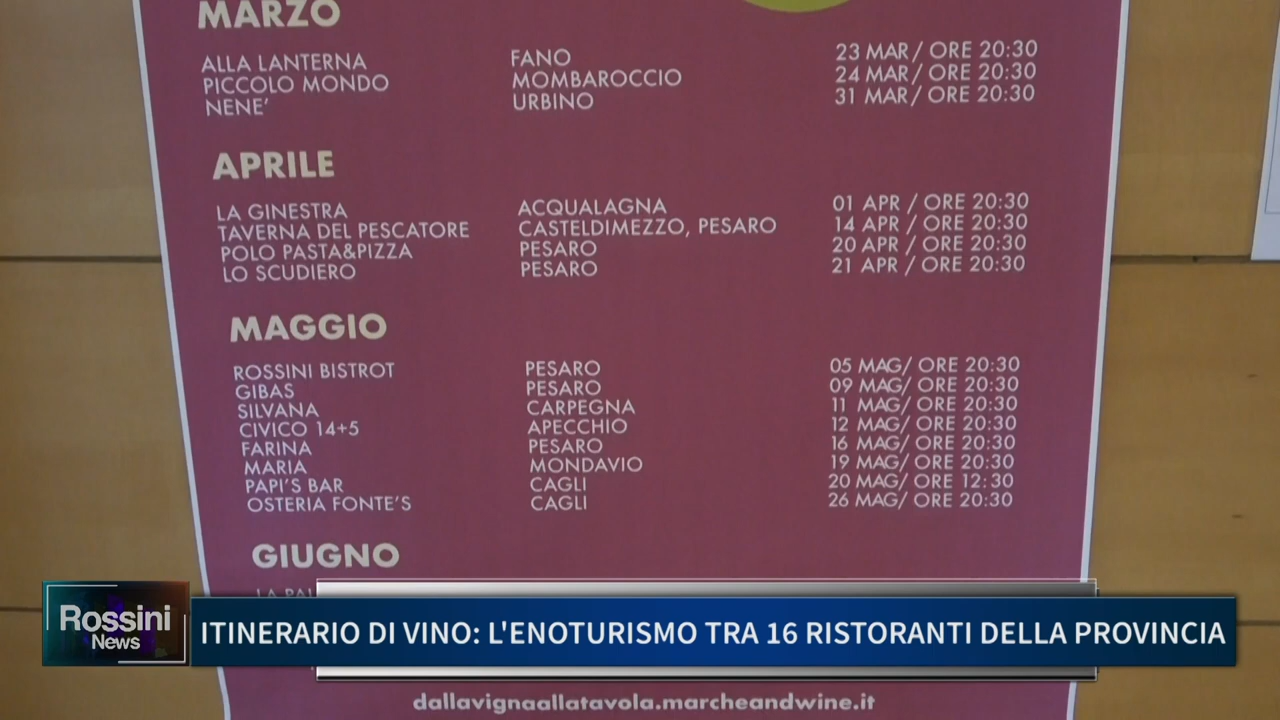 MARZO
ALLA LANTERNA FANO 23 MAR/ ORE 20:30
PICCOLO MONDO MOMBAROCCIO 24 MAR/ ORE 20:30
NENE' URBINO 31 MAR/ ORE 20:30
APRILE
LA GINESTRA ACQUALAGNA 01 APR / ORE 20:30
TAVERNA DEL PESCATORE CASTELDIMEZZO, PESARO 14 APR / ORE 20:30
POLO PASTA&PIZZA PESARO 20 APR / ORE 20:30
LO SCUDIERO PESARO 21 APR / ORE 20:30
MAGGIO
ROSSINI BISTROT PESARO 05 MAG/ ORE 20:30
GIBAS PESARO 09 MAG/ ORE 20:30
SILVANA CARPEGNA 11 MAG/ ORE 20:30
CIVICO 14+5 APECCHIO 12 MAG/ ORE 20:30
FARINA PESARO 16 MAG/ ORE 20:30
MARIA MONDAVIO 19 MAG/ ORE 20:30
PAPI'S BAR CAGLI 20 MAG/ ORE 12:30
OSTERIA FONTE'S CAGLI 26 MAG/ ORE 20:30
GIUGNO
LA
Rossini
News
ITINERARIO DI VINO: L'ENOTURISMO TRA 16 RISTORANTI DELLA PROVINCIA
dallavignaallatavola.marcheandwine.it